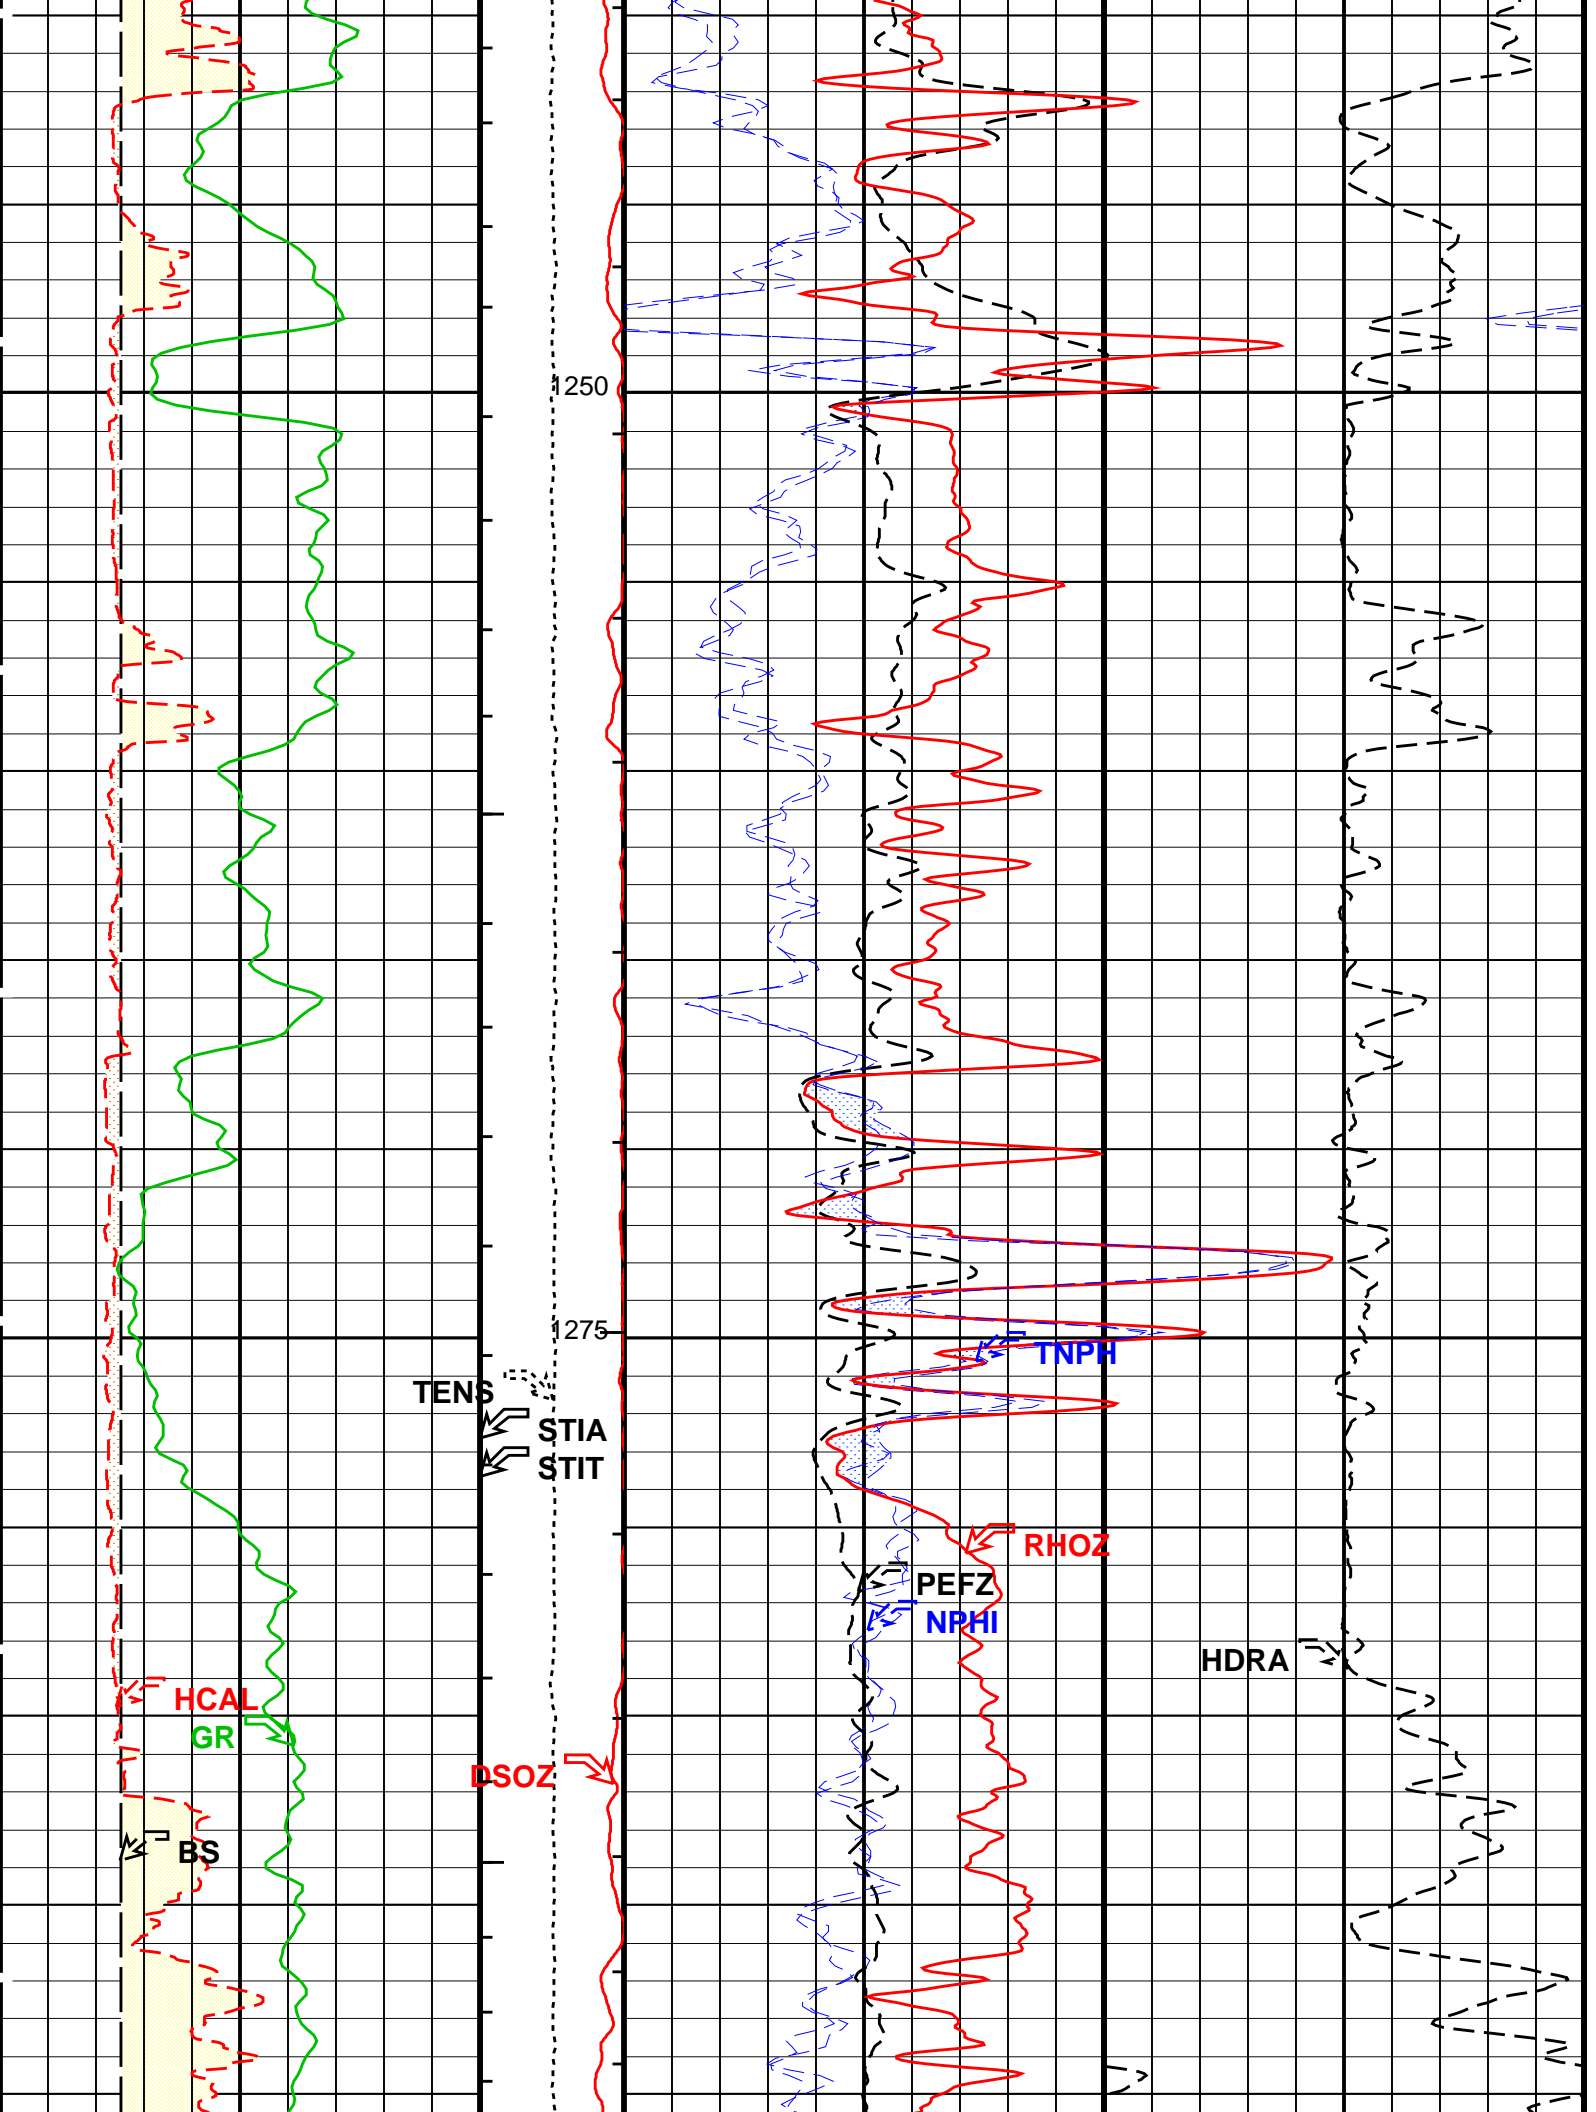 1250
1275
TNPH
TENS
STIA
STIT
RHOZ
PEFZ
NPHI
HDRA
HCAL
GR
DSOZ
BS